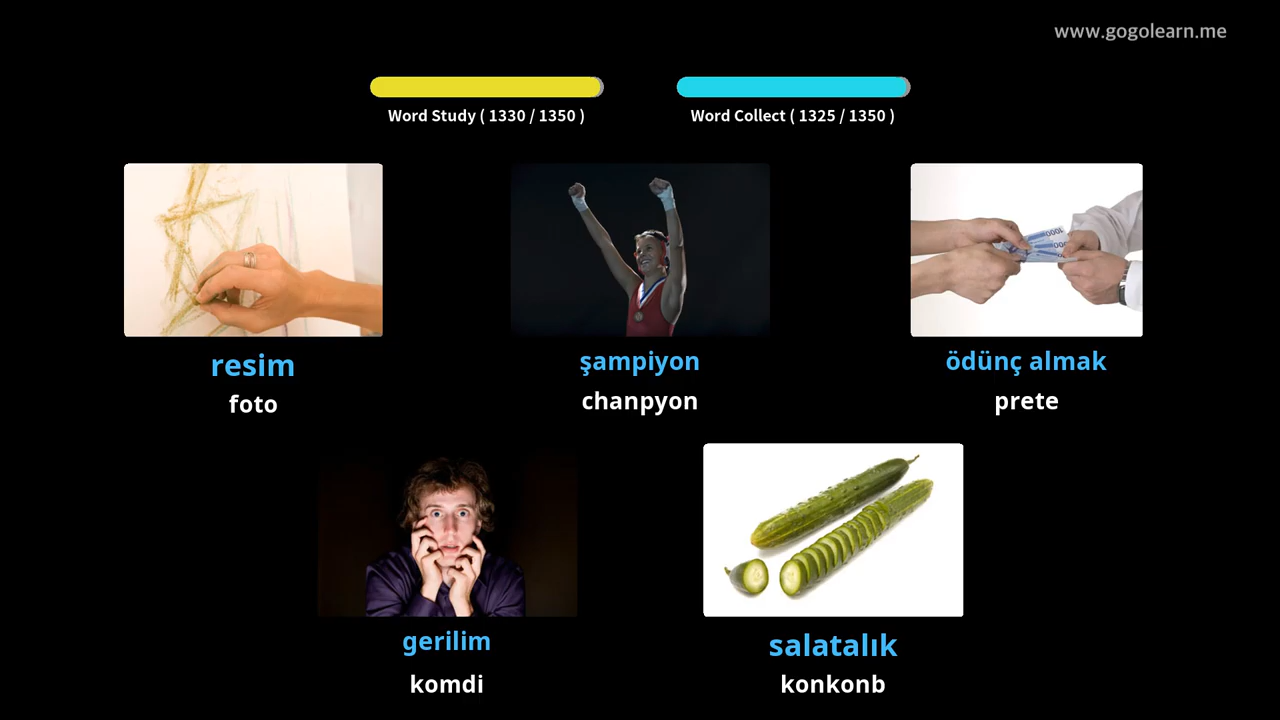 www.gogolearn.me
Word Study ( 1330 / 1350 )
Word Collect ( 1325 / 1350 )
resim
foto
şampiyon
chanpyon
ödünç almak
prete
gerilim
komdi
salatalık
konkonb